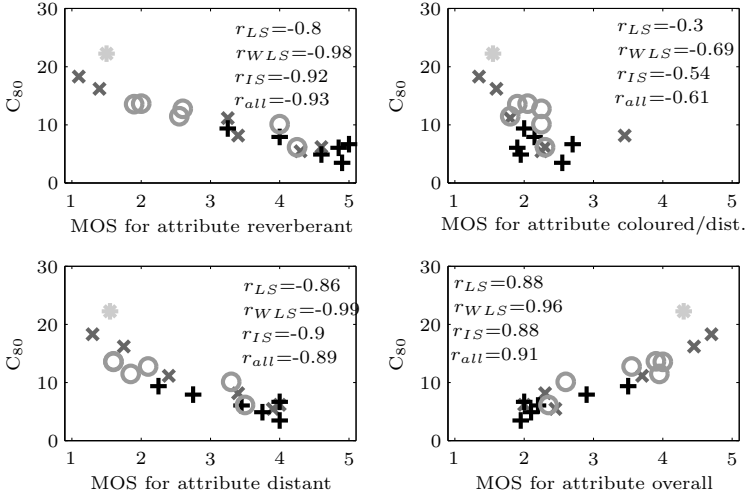 30
20
10
0
C80
rLS=-0.8
rWLS=-0.98
rIS=-0.92
rall=-0.93
1 2 3 4 5
MOS for attribute reverberant
30
20
10
0
C80
rLS=-0.3
rWLS=-0.69
rIS=-0.54
rall=-0.61
1 2 3 4 5
MOS for attribute coloured/dist.
30
20
10
0
C80
rLS=-0.86
rWLS=-0.99
rIS=-0.9
rall=-0.89
1 2 3 4 5
MOS for attribute distant
30
20
10
0
C80
rLS=0.88
rWLS=0.96
rIS=0.88
rall=0.91
1 2 3 4 5
MOS for attribute overall